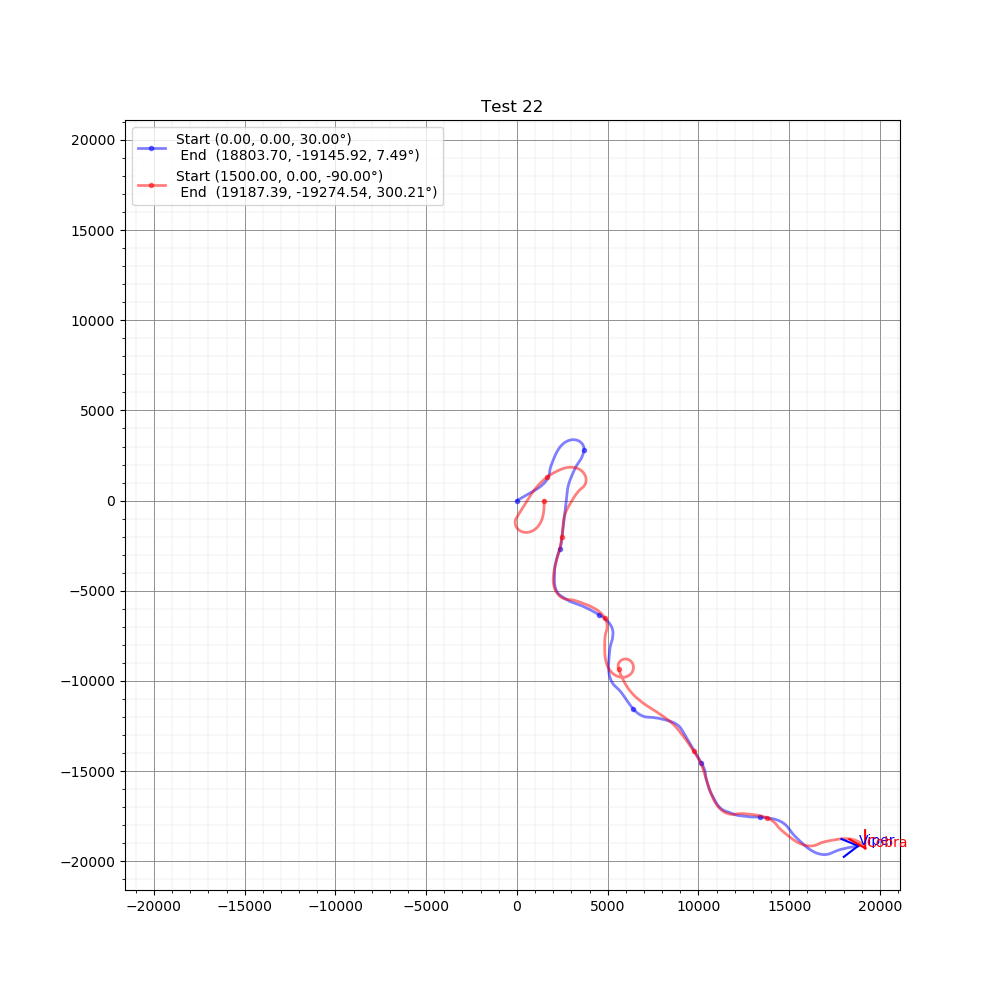 Test 22
Start (0.00, 0.00, 30.00°)
End  (18803.70, -19145.92, 7.49°)
Start (1500.00, 0.00, -90.00°)
End  (19187.39, -19274.54, 300.21°)
20000
15000
10000
5000
0
−5000
−10000
−15000
−20000
Viper
Cobra
−20000 −15000 −10000 −5000 0 5000 10000 15000 20000